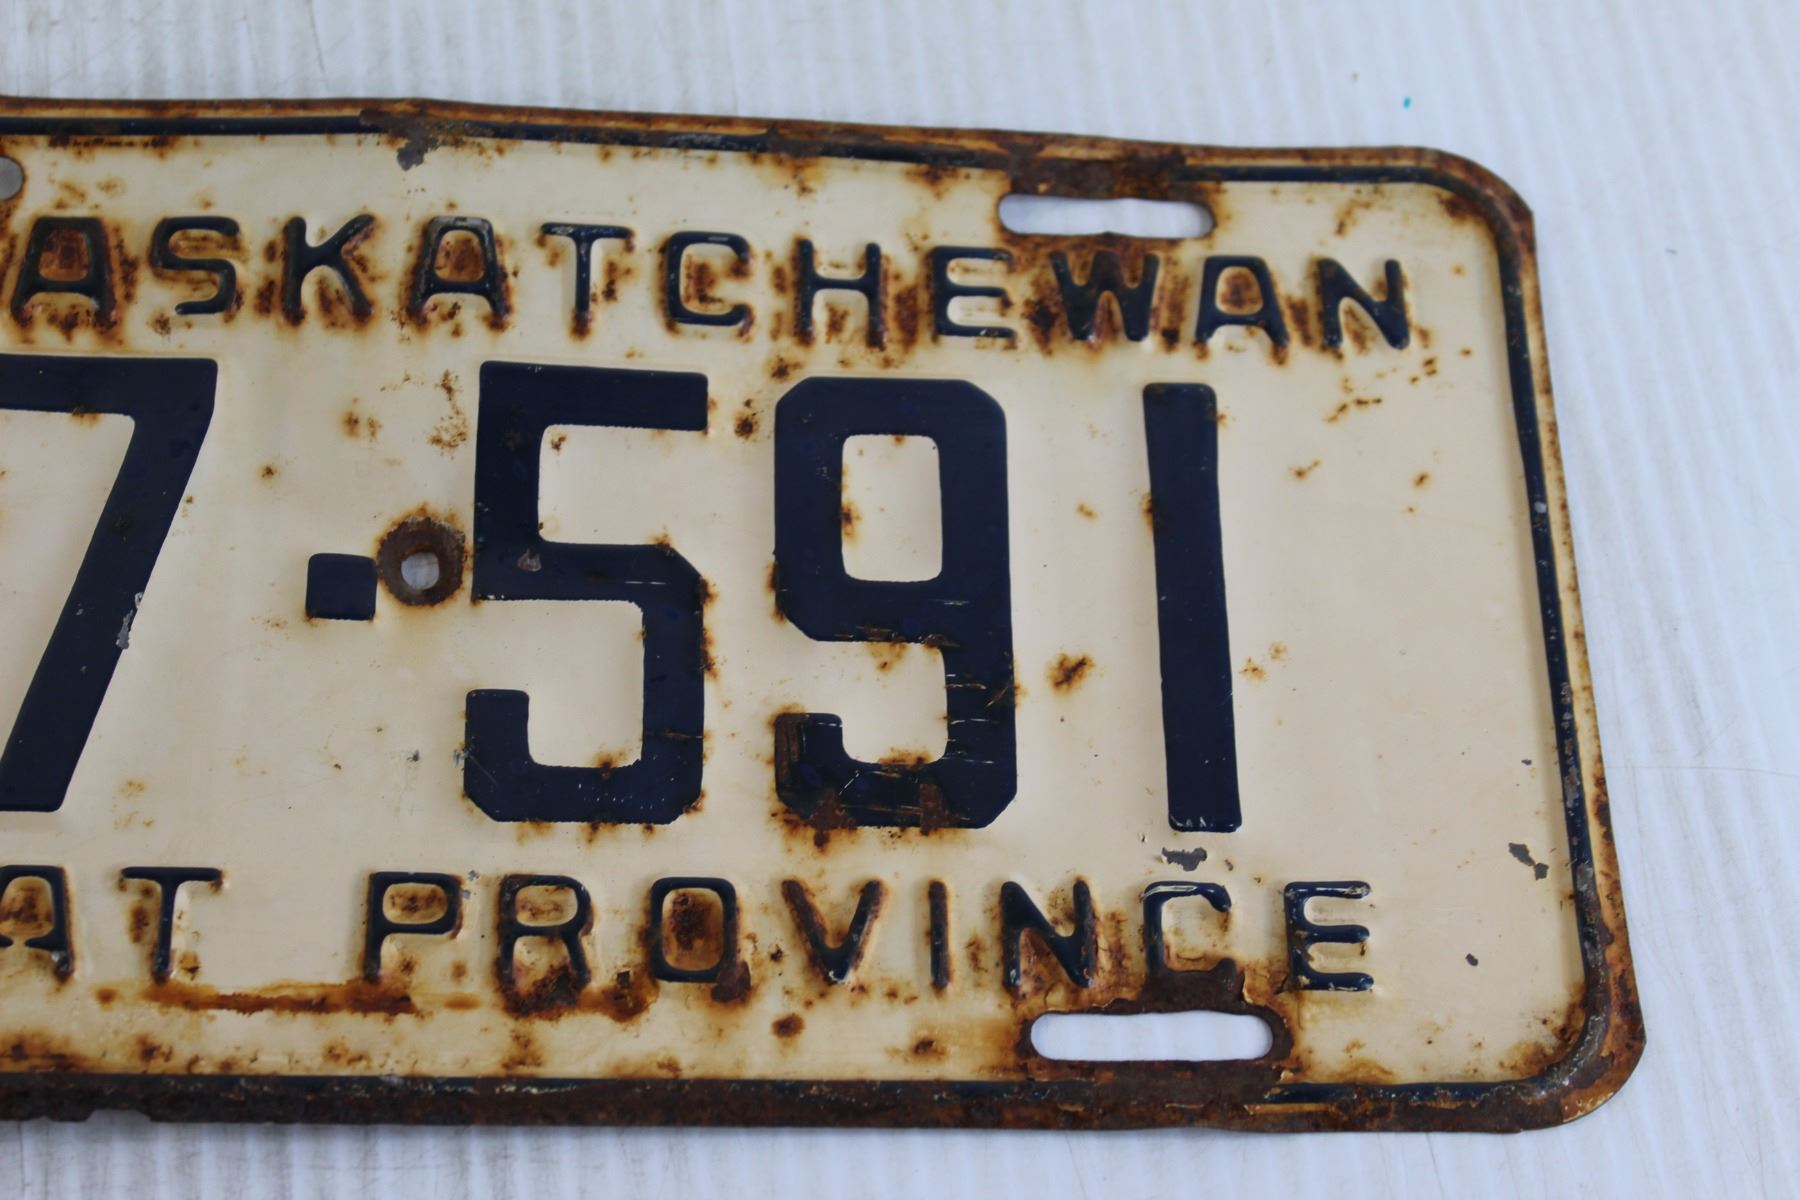 ASKATCHEWAN
7·591
AT PROVINCE